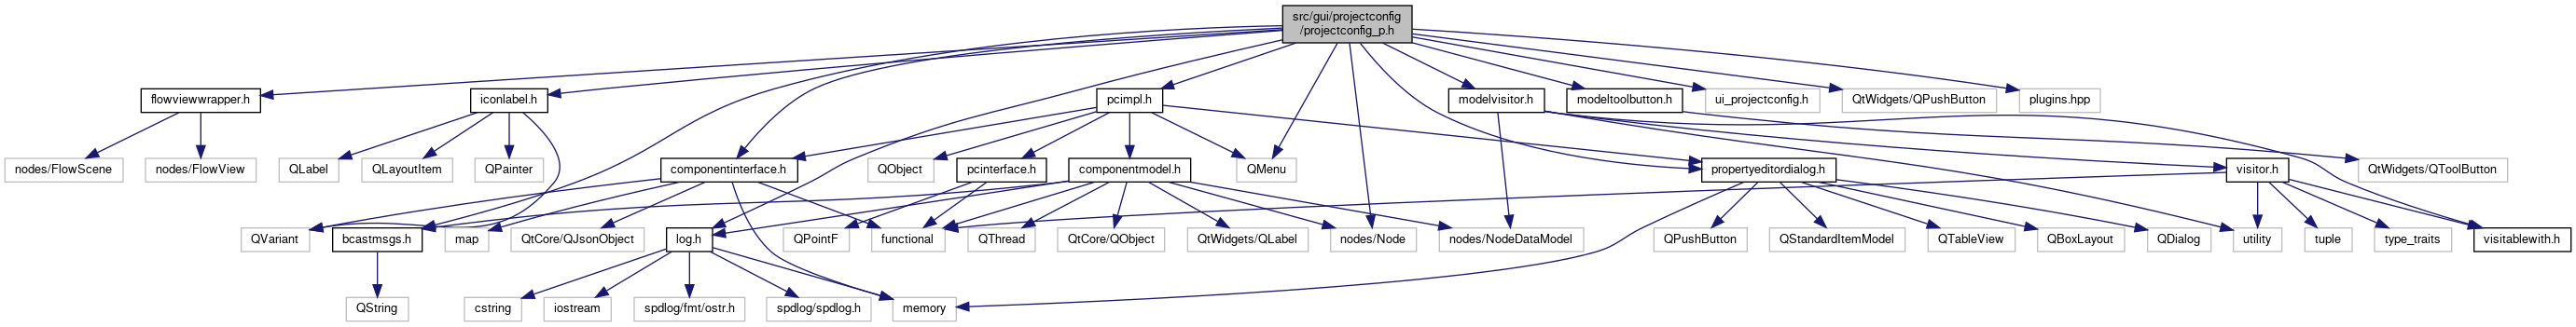 src/gui/projectconfig
/projectconfig_p.h
flowviewwrapper.h
iconlabel.h
pcimpl.h
modelvisitor.h
modeltoolbutton.h
ui_projectconfig.h
QtWidgets/QPushButton
plugins.hpp
nodes/FlowScene
nodes/FlowView
QLabel
QLayoutItem
QPainter
componentinterface.h
QObject
pcinterface.h
componentmodel.h
QMenu
propertyeditordialog.h
visitor.h
QtWidgets/QToolButton
QVariant
bcastmsgs.h
map
QtCore/QJsonObject
log.h
QPointF
functional
QThread
QtCore/QObject
QtWidgets/QLabel
nodes/Node
nodes/NodeDataModel
QPushButton
QStandardItemModel
QTableView
QBoxLayout
QDialog
utility
tuple
type_traits
visitablewith.h
QString
cstring
iostream
spdlog/fmt/ostr.h
spdlog/spdlog.h
memory